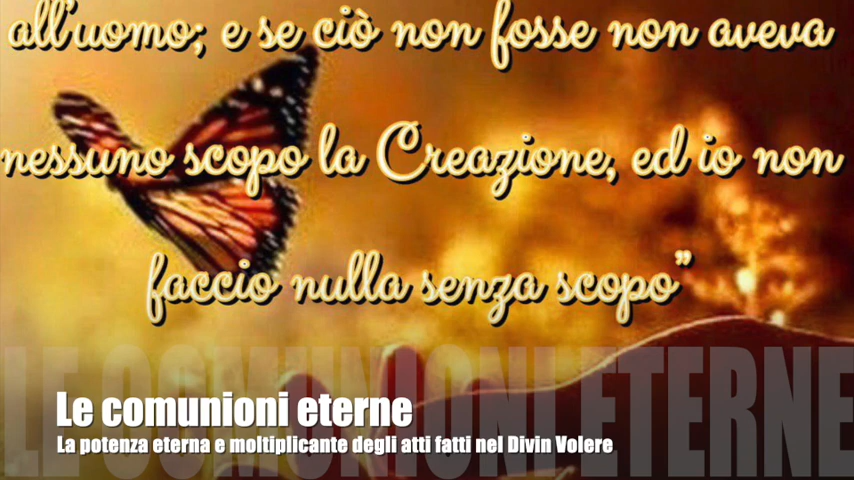 all'uomo; e se ciò non fosse non aveva
nessuno scopo la Creazione, ed io non
faccio nulla senza scopo”
LE COMUNIONI ETERNE
Le comunioni eterne
La potenza eterna e moltiplicante degli atti fatti nel Divin Volere